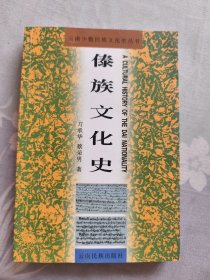 云南少数民族文化史丛书
傣族文化史
A CULTURAL HISTORY OF THE DAI NATIONALITY
刀承华 蔡荣男 著
云南民族出版社